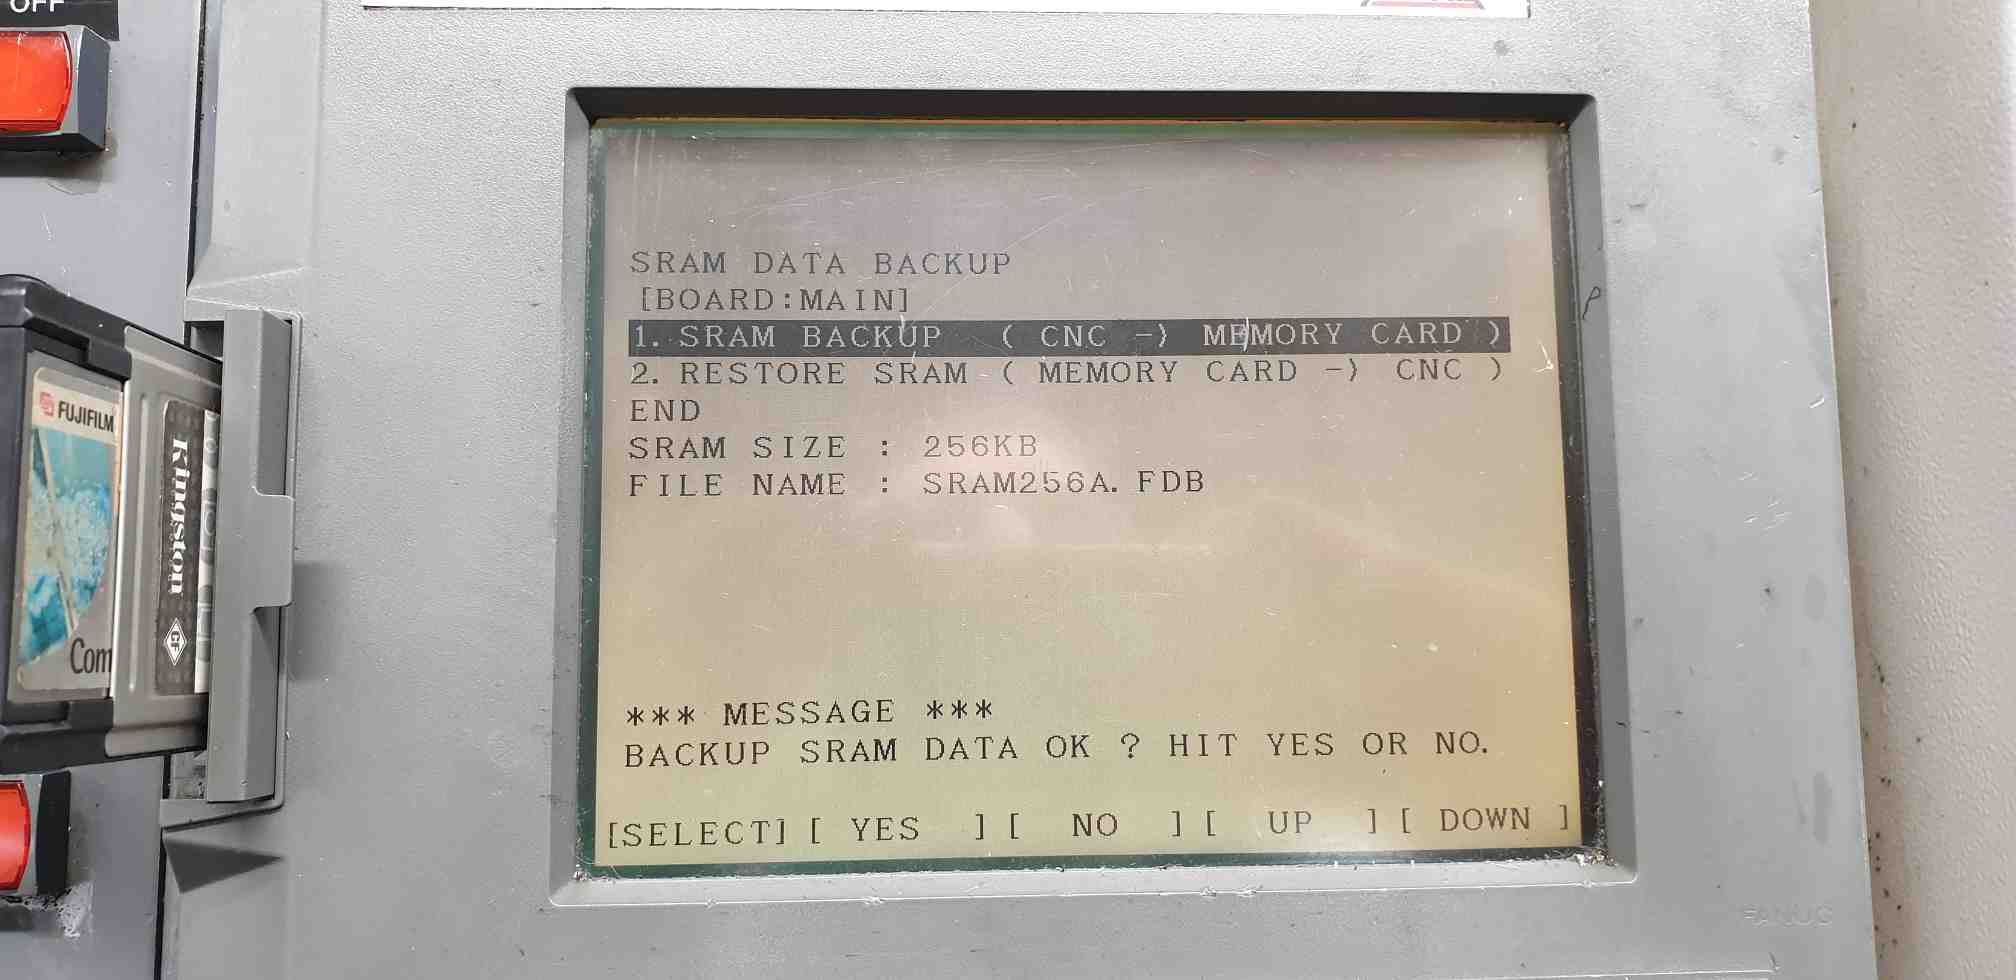 OFF
SRAM DATA BACKUP
[BOARD:MAIN]
1. SRAM BACKUP ( CNC -> MEMORY CARD )
2. RESTORE SRAM ( MEMORY CARD -> CNC )
END
SRAM SIZE : 256KB
FILE NAME : SRAM256A.FDB
*** MESSAGE ***
BACKUP SRAM DATA OK ? HIT YES OR NO.
[SELECT] [ YES ] [ NO ] [ UP ] [ DOWN ]
FUJIFILM
Com
Kingston
FANUC